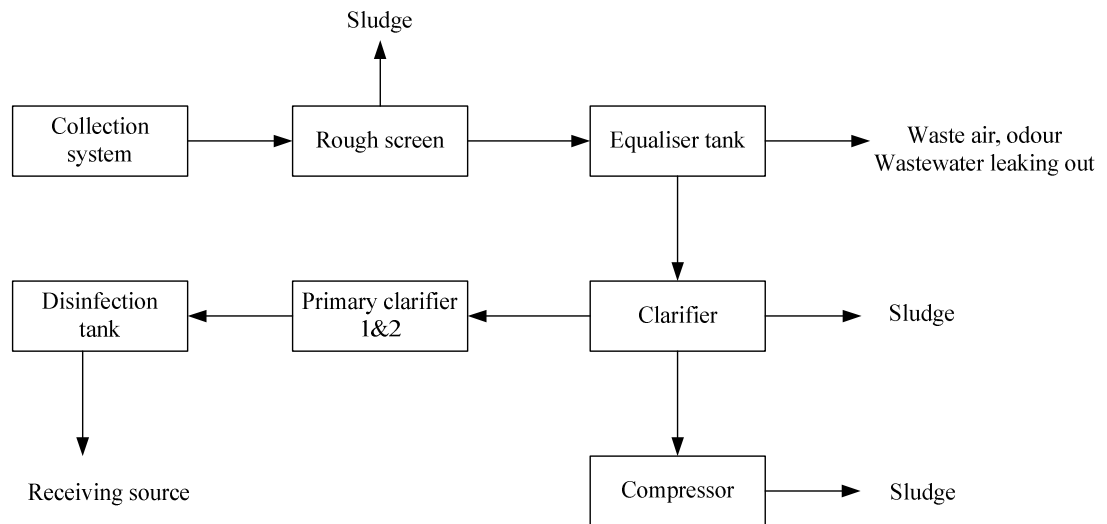 Sludge
Collection
system
Rough screen
Equaliser tank
Waste air, odour
Wastewater leaking out
Disinfection
tank
Primary clarifier
1&2
Clarifier
Sludge
Receiving source
Compressor
Sludge